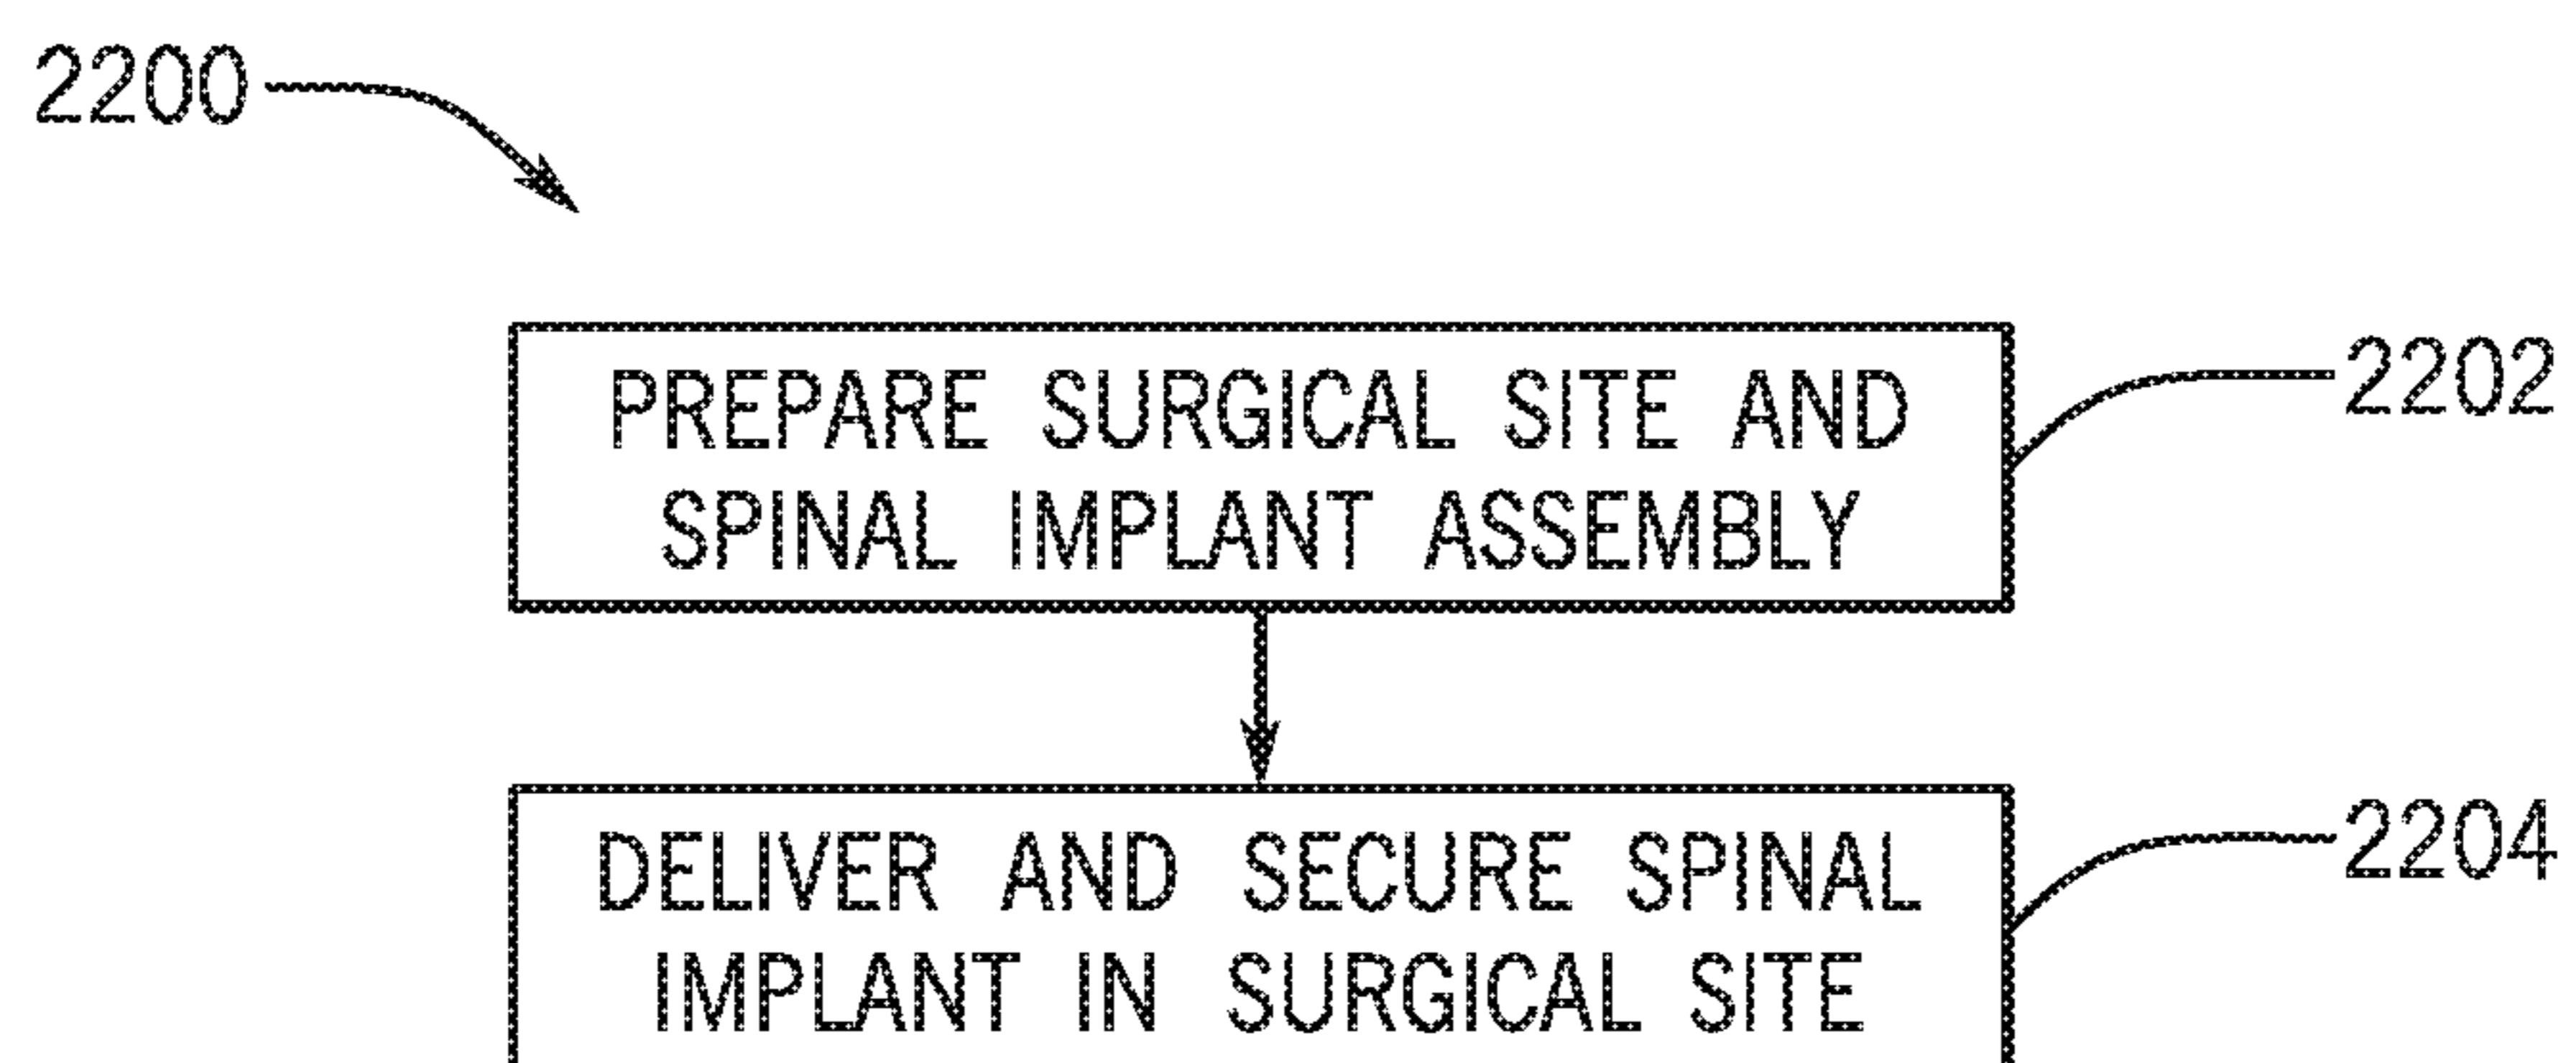 2200
PREPARE SURGICAL SITE AND
SPINAL IMPLANT ASSEMBLY
2202
DELIVER AND SECURE SPINAL
IMPLANT IN SURGICAL SITE
2204